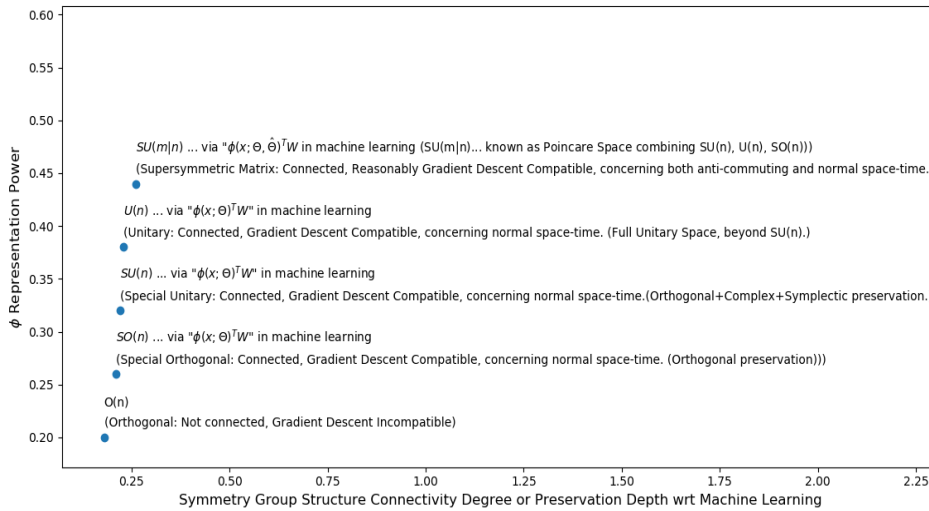 0.60
0.55
0.50
0.45
0.40
0.35
0.30
0.25
0.20
ϕ Representation Power
SU(m|n) ... via "ϕ(x; Θ, Θ̂)ᵀW in machine learning (SU(m|n)... known as Poincare Space combining SU(n), U(n), SO(n)))
(Supersymmetric Matrix: Connected, Reasonably Gradient Descent Compatible, concerning both anti-commuting and normal space-time.
U(n) ... via "ϕ(x; Θ)ᵀW" in machine learning
(Unitary: Connected, Gradient Descent Compatible, concerning normal space-time. (Full Unitary Space, beyond SU(n).)
SU(n) ... via "ϕ(x; Θ)ᵀW" in machine learning
(Special Unitary: Connected, Gradient Descent Compatible, concerning normal space-time.(Orthogonal+Complex+Symplectic preservation.
SO(n) ... via "ϕ(x; Θ)ᵀW" in machine learning
(Special Orthogonal: Connected, Gradient Descent Compatible, concerning normal space-time. (Orthogonal preservation)))
O(n)
(Orthogonal: Not connected, Gradient Descent Incompatible)
0.25 0.50 0.75 1.00 1.25 1.50 1.75 2.00 2.25
Symmetry Group Structure Connectivity Degree or Preservation Depth wrt Machine Learning